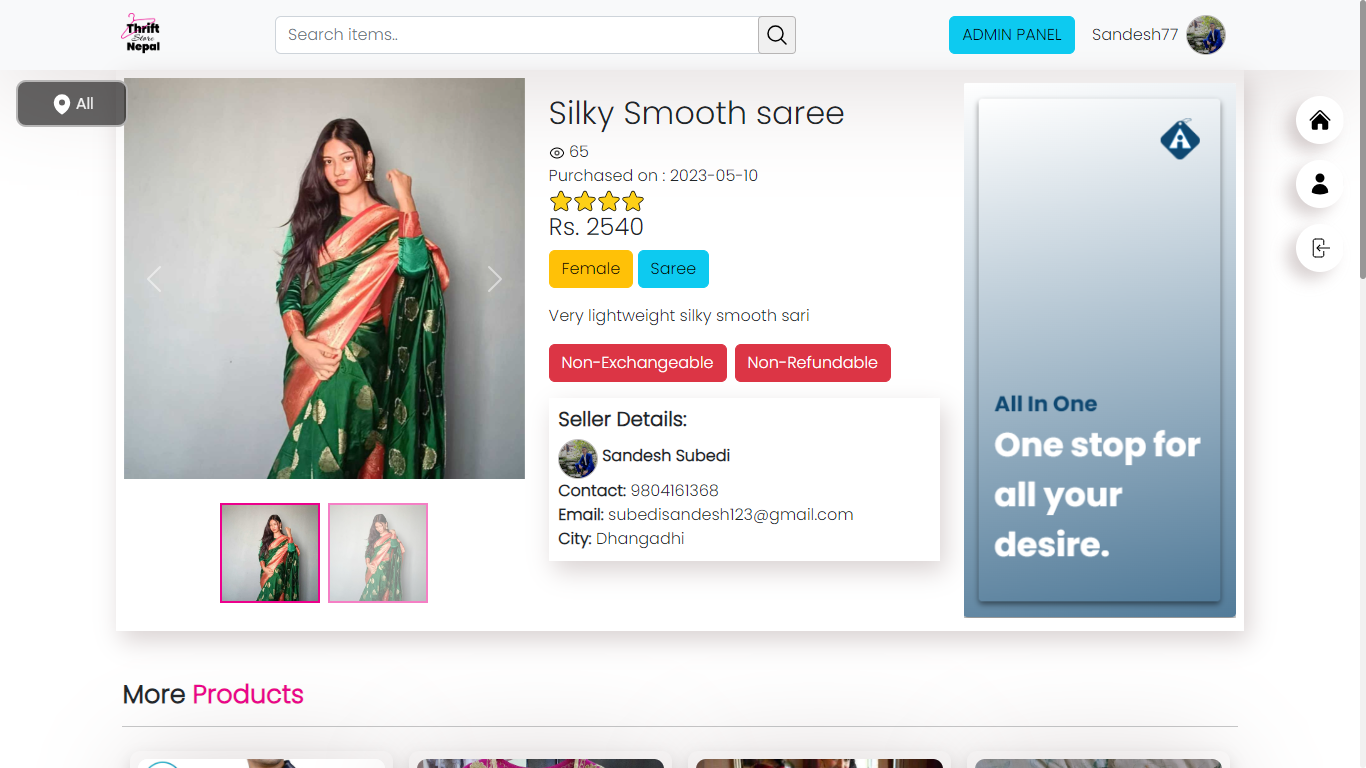 Thrift
Store
Nepal
Search items..
ADMIN PANEL
Sandesh77
All
Silky Smooth saree
65
Purchased on : 2023-05-10
Rs. 2540
Female
Saree
Very lightweight silky smooth sari
Non-Exchangeable
Non-Refundable
Seller Details:
Sandesh Subedi
Contact: 9804161368
Email: subedisandesh123@gmail.com
City: Dhangadhi
All In One
One stop for
all your
desire.
More Products